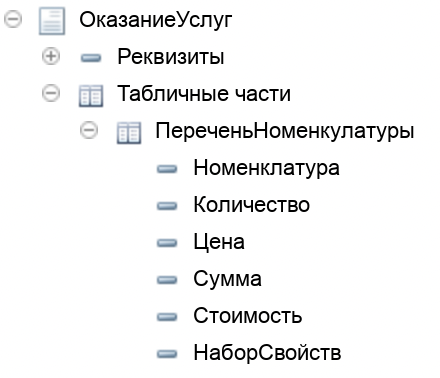 ОказаниеУслуг
Реквизиты
Табличные части
ПереченьНоменкулатуры
Номенклатура
Количество
Цена
Сумма
Стоимость
НаборСвойств